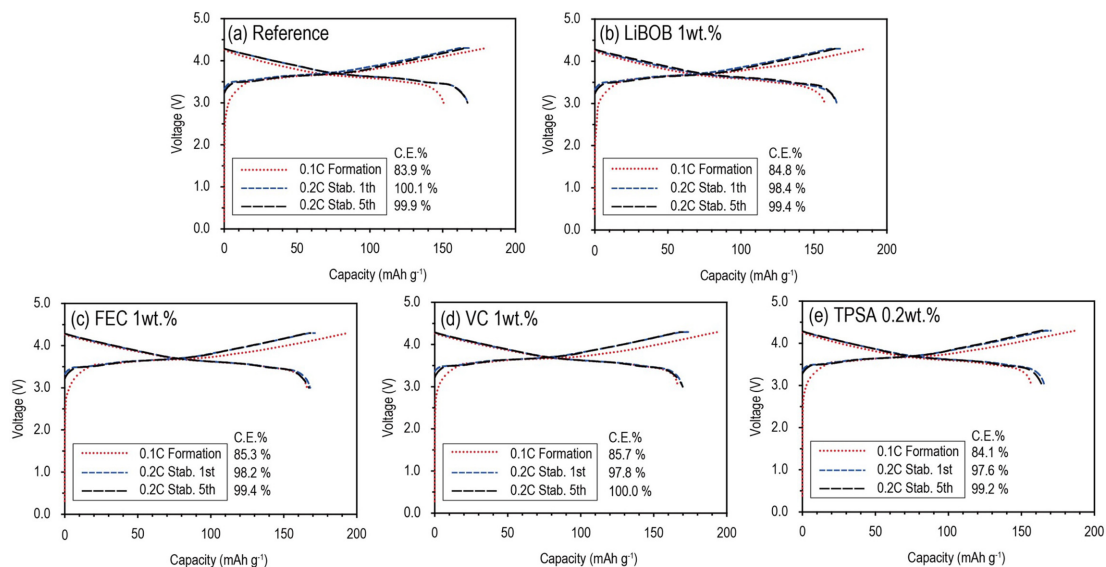 (a) Reference
5.0
4.0
3.0
2.0
1.0
0.0
Voltage (V)
C.E.%
0.1C Formation 83.9 %
0.2C Stab. 1th 100.1 %
0.2C Stab. 5th 99.9 %
0 50 100 150 200
Capacity (mAh g⁻¹)
(b) LiBOB 1wt.%
5.0
4.0
3.0
2.0
1.0
0.0
Voltage (V)
C.E.%
0.1C Formation 84.8 %
0.2C Stab. 1th 98.4 %
0.2C Stab. 5th 99.4 %
0 50 100 150 200
Capacity (mAh g⁻¹)
(c) FEC 1wt.%
5.0
4.0
3.0
2.0
1.0
0.0
Voltage (V)
C.E.%
0.1C Formation 85.3 %
0.2C Stab. 1st 98.2 %
0.2C Stab. 5th 99.4 %
0 50 100 150 200
Capacity (mAh g⁻¹)
(d) VC 1wt.%
5.0
4.0
3.0
2.0
1.0
0.0
Voltage (V)
C.E.%
0.1C Formation 85.7 %
0.2C Stab. 1st 97.8 %
0.2C Stab. 5th 100.0 %
0 50 100 150 200
Capacity (mAh g⁻¹)
(e) TPSA 0.2wt.%
5.0
4.0
3.0
2.0
1.0
0.0
Voltage (V)
C.E.%
0.1C Formation 84.1 %
0.2C Stab. 1st 97.6 %
0.2C Stab. 5th 99.2 %
0 50 100 150 200
Capacity (mAh g⁻¹)